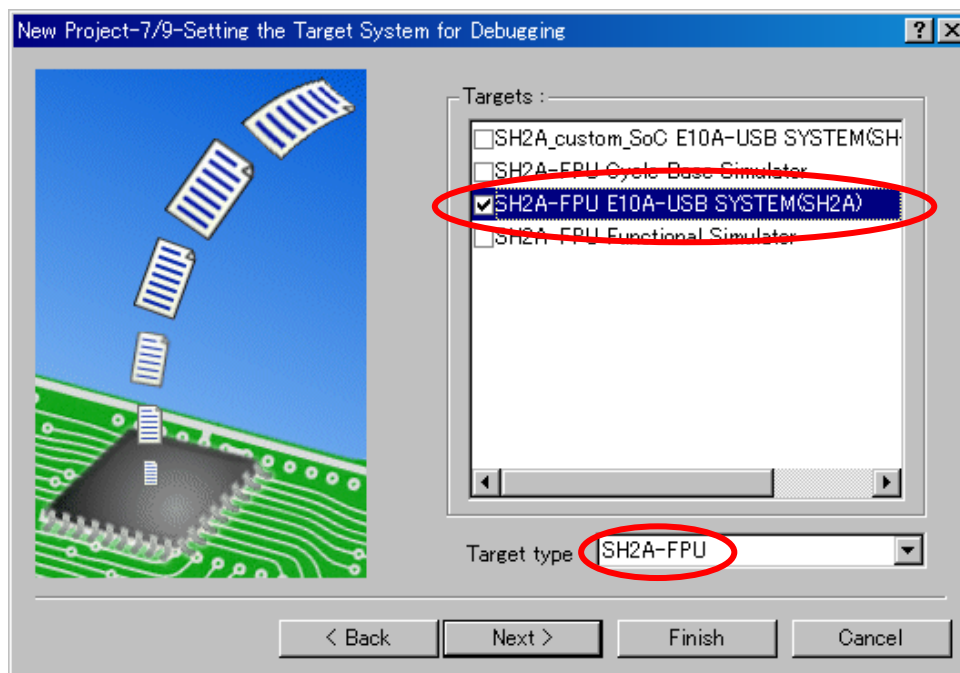 New Project-7/9-Setting the Target System for Debugging
Targets :
SH2A_custom_SoC E10A-USB SYSTEM(SH-
SH2A-FPU Cycle Base Simulator
SH2A-FPU E10A-USB SYSTEM(SH2A)
SH2A-FPU Functional Simulator
Target type SH2A-FPU
< Back Next > Finish Cancel